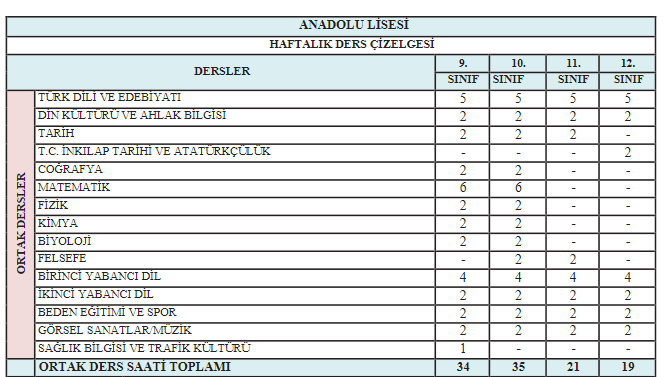 ANADOLU LİSESİ
HAFTALIK DERS ÇİZELGESİ
DERSLER 9. SINIF 10. SINIF 11. SINIF 12. SINIF
ORTAK DERSLER
TÜRK DİLİ VE EDEBİYATI 5 5 5 5
DİN KÜLTÜRÜ VE AHLAK BİLGİSİ 2 2 2 2
TARİH 2 2 2 -
T.C. İNKILAP TARİHİ VE ATATÜRKÇÜLÜK - - - 2
COĞRAFYA 2 2 - -
MATEMATİK 6 6 - -
FİZİK 2 2 - -
KİMYA 2 2 - -
BİYOLOJİ 2 2 - -
FELSEFE - 2 2 -
BİRİNCİ YABANCI DİL 4 4 4 4
İKİNCİ YABANCI DİL 2 2 2 2
BEDEN EĞİTİMİ VE SPOR 2 2 2 2
GÖRSEL SANATLAR/MÜZİK 2 2 2 2
SAĞLIK BİLGİSİ VE TRAFİK KÜLTÜRÜ 1 - - -
ORTAK DERS SAATİ TOPLAMI 34 35 21 19